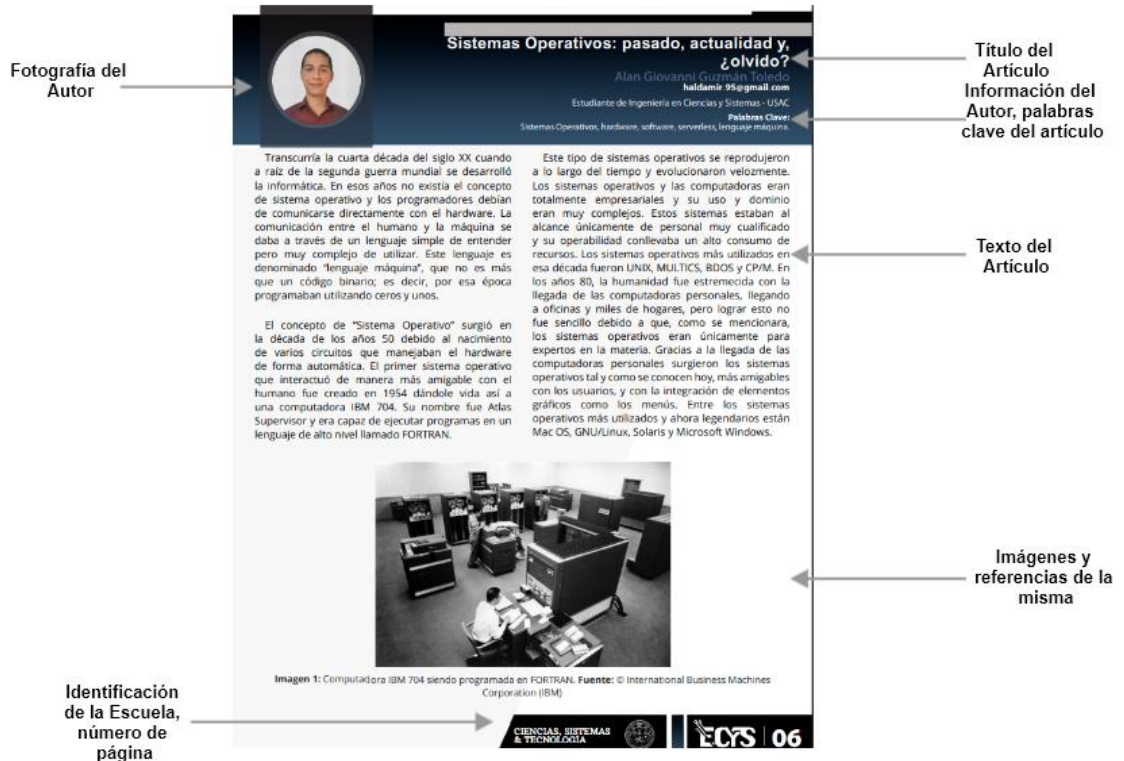 Fotografía del
Autor
Sistemas Operativos: pasado, actualidad y,
¿olvido?
Alan Giovanni Guzmán Toledo
haldamir 95@gmail.com
Estudiante de Ingeniería en Ciencias y Sistemas - USAC
Palabras Clave:
Sistemas Operativos, hardware, software, serverless, lenguaje máquina.
Título del
Artículo
Información del
Autor, palabras
clave del artículo
Transcurría la cuarta década del siglo XX cuando
a raíz de la segunda guerra mundial se desarrolló
la informática. En esos años no existía el concepto
de sistema operativo y los programadores debían
de comunicarse directamente con el hardware. La
comunicación entre el humano y la máquina se
daba a través de un lenguaje simple de entender
pero muy complejo de utilizar. Este lenguaje es
denominado “lenguaje máquina”, que no es más
que un código binario; es decir, por esa época
programaban utilizando ceros y unos.
El concepto de “Sistema Operativo” surgió en
la década de los años 50 debido al nacimiento
de varios circuitos que manejaban el hardware
de forma automática. El primer sistema operativo
que interactuó de manera más amigable con el
humano fue creado en 1954 dándole vida así a
una computadora IBM 704. Su nombre fue Atlas
Supervisor y era capaz de ejecutar programas en un
lenguaje de alto nivel llamado FORTRAN.
Este tipo de sistemas operativos se reprodujeron
a lo largo del tiempo y evolucionaron velozmente.
Los sistemas operativos y las computadoras eran
totalmente empresariales y su uso y dominio
eran muy complejos. Estos sistemas estaban al
alcance únicamente de personal muy cualificado
y su operabilidad conllevaba un alto consumo de
recursos. Los sistemas operativos más utilizados en
esa década fueron UNIX, MULTICS, BDOS y CP/M. En
los años 80, la humanidad fue estremecida con la
llegada de las computadoras personales, llegando
a oficinas y miles de hogares, pero lograr esto no
fue sencillo debido a que, como se mencionara,
los sistemas operativos eran únicamente para
expertos en la materia. Gracias a la llegada de las
computadoras personales surgieron los sistemas
operativos tal y como se conocen hoy, más amigables
con los usuarios, y con la integración de elementos
gráficos como los menús. Entre los sistemas
operativos más utilizados y ahora legendarios están
Mac OS, GNU/Linux, Solaris y Microsoft Windows.
Texto del
Artículo
Imágenes y
referencias de la
misma
Imagen 1: Computadora IBM 704 siendo programada en FORTRAN. Fuente: © International Business Machines
Corporation (IBM)
Identificación
de la Escuela,
número de
página
CIENCIAS, SISTEMAS
& TECNOLOGÍA
ECYS 06